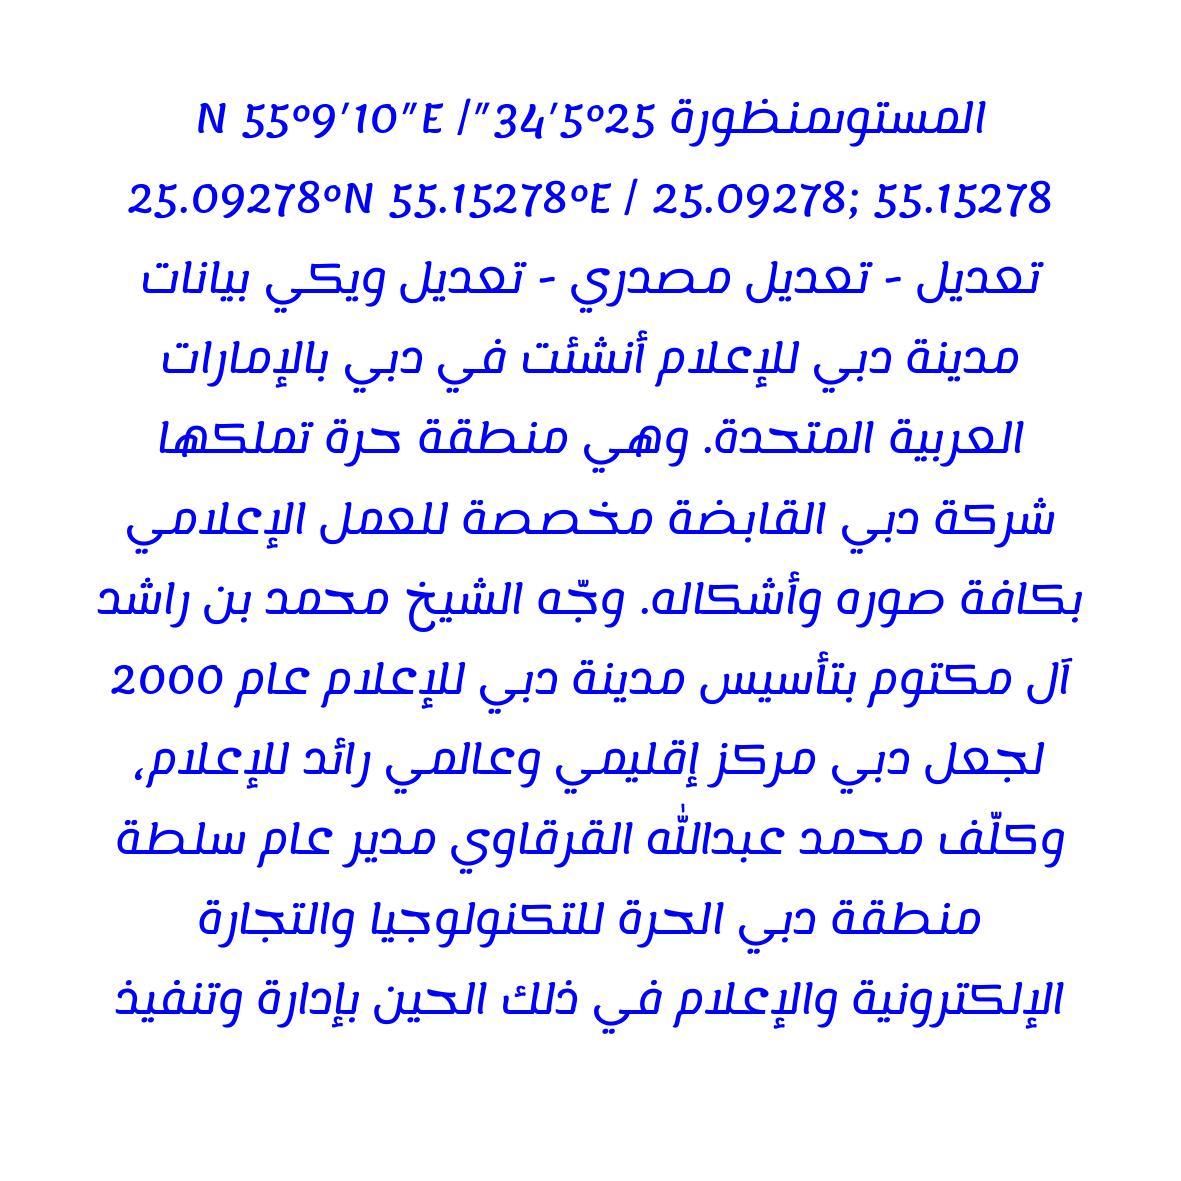 المستوىمنظورة 25°5′34″/ N 55°9′10″E
25.09278°N 55.15278°E / 25.09278; 55.15278
تعديل - تعديل مصدري - تعديل ويكي بيانات
مدينة دبي للإعلام أنشئت في دبي بالإمارات
العربية المتحدة. وهي منطقة حرة تملكها
شركة دبي القابضة مخصصة للعمل الإعلامي
بكافة صوره وأشكاله. وجّه الشيخ محمد بن راشد
آل مكتوم بتأسيس مدينة دبي للإعلام عام 2000
لجعل دبي مركز إقليمي وعالمي رائد للإعلام،
وكلّف محمد عبدالله القرقاوي مدير عام سلطة
منطقة دبي الحرة للتكنولوجيا والتجارة
الإلكترونية والإعلام في ذلك الحين بإدارة وتنفيذ